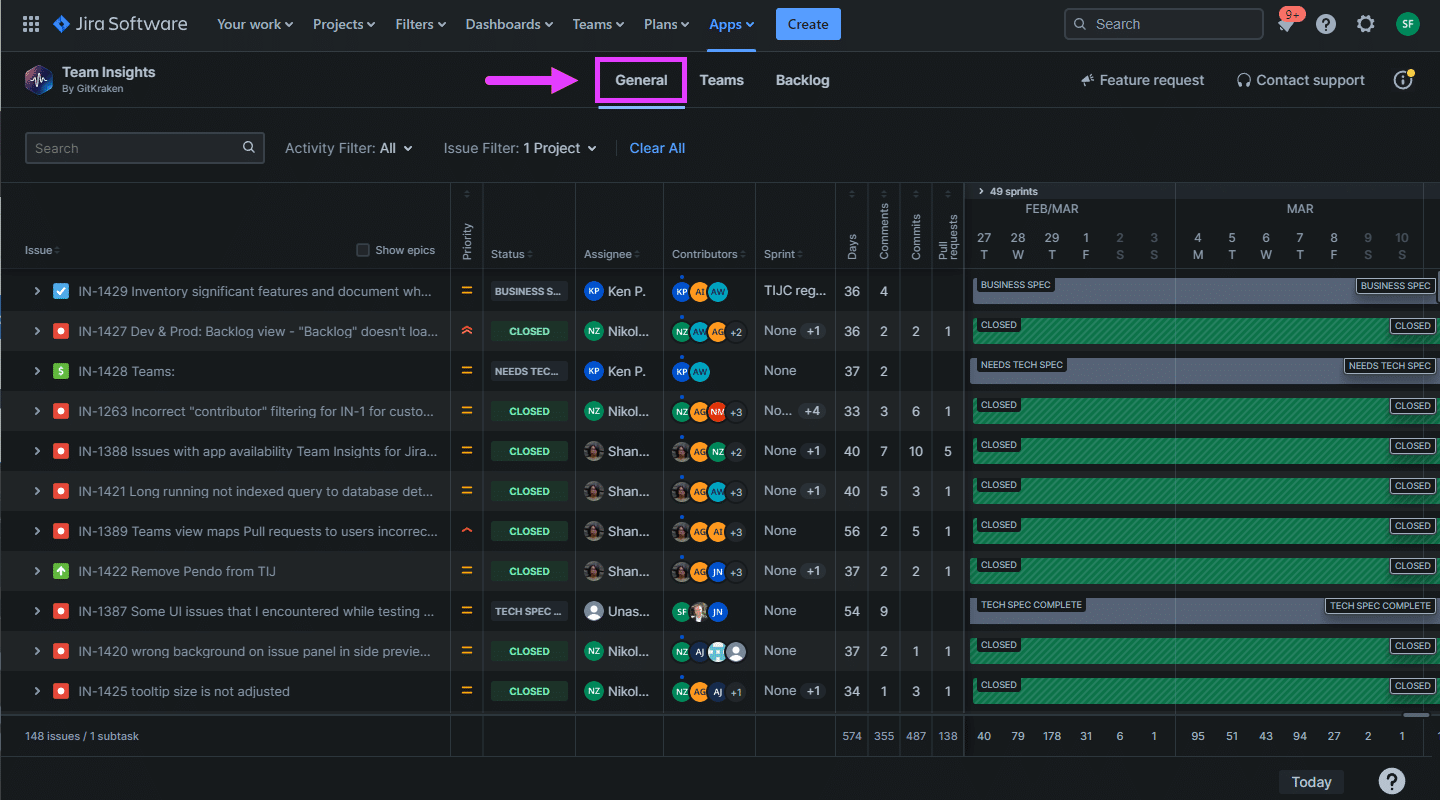 Jira Software Your work Projects Filters Dashboards Teams Plans Apps Create Search 9+ SF
Team Insights
By GitKraken
General Teams Backlog Feature request Contact support
Search Activity Filter: All Issue Filter: 1 Project Clear All
49 sprints
FEB/MAR MAR
27 28 29 1 2 3 4 5 6 7 8 9 10
T W T F S S M T W T F S S
Issue Show epics Priority Status Assignee Contributors Sprint Days Comments Commits Pull requests
IN-1429 Inventory significant features and document wh... BUSINESS S... KP Ken P. KP AI AW TIJC reg... 36 4 BUSINESS SPEC BUSINESS SPEC
IN-1427 Dev & Prod: Backlog view - "Backlog" doesn't loa... CLOSED NZ Nikol... NZ AW AG +2 None +1 36 2 2 1 CLOSED CLOSED
IN-1428 Teams: NEEDS TEC... KP Ken P. KP AW None 37 2 NEEDS TECH SPEC NEEDS TECH SPEC
IN-1263 Incorrect "contributor" filtering for IN-1 for custo... CLOSED NZ Nikol... NZ AG NM +3 No... +4 33 3 6 1 CLOSED CLOSED
IN-1388 Issues with app availability Team Insights for Jira... CLOSED Shan... AG NZ +2 None +1 40 7 10 5 CLOSED CLOSED
IN-1421 Long running not indexed query to database det... CLOSED Shan... AG AW +3 None +1 40 5 3 1 CLOSED CLOSED
IN-1389 Teams view maps Pull requests to users incorrec... CLOSED Shan... AG AI +3 None 56 2 5 1 CLOSED CLOSED
IN-1422 Remove Pendo from TIJ CLOSED Shan... AG JN +3 None +1 37 2 2 1 CLOSED CLOSED
IN-1387 Some UI issues that I encountered while testing ... TECH SPEC ... Unas... SF JN None 54 9 TECH SPEC COMPLETE TECH SPEC COMPLETE
IN-1420 wrong background on issue panel in side previe... CLOSED NZ Nikol... NZ AJ None 37 2 1 1 CLOSED CLOSED
IN-1425 tooltip size is not adjusted CLOSED NZ Nikol... NZ AG AJ +1 None +1 34 1 3 1 CLOSED CLOSED
148 issues / 1 subtask 574 355 487 138 40 79 178 31 6 1 95 51 43 94 27 2 1
Today